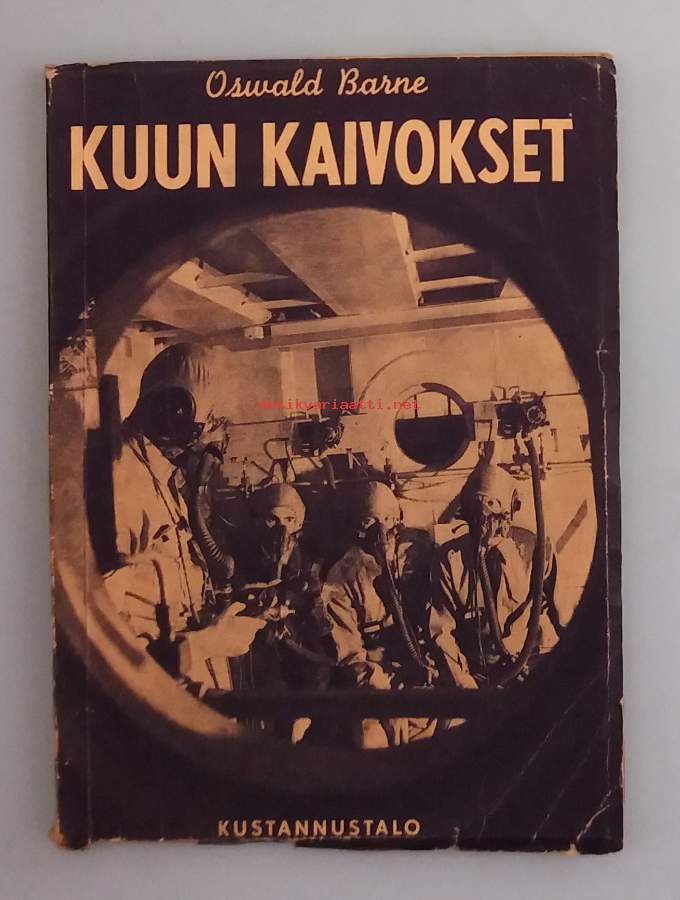 Oswald Barne
KUUN KAIVOKSET
antikvariaatti.net
KUSTANNUSTALO